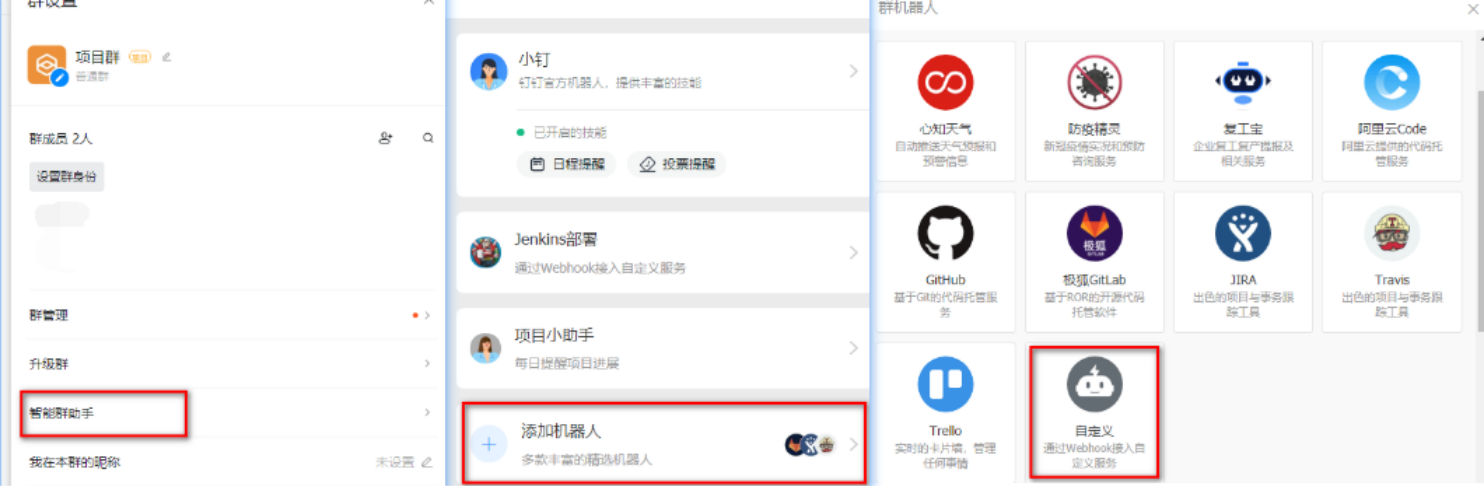 群设置
项目群
普通群
群成员 2人
设置群身份
群管理
升级群
智能群助手
我在本群的昵称
未设置
小钉
钉钉官方机器人，提供丰富的技能
已开启的技能
日程提醒
投票提醒
Jenkins部署
通过Webhook接入自定义服务
项目小助手
每日提醒项目进展
添加机器人
多款丰富的精选机器人
群机器人
心知天气
自动推送天气预报和
预警信息
防疫精灵
新冠疫情实况和预防
咨询服务
复工宝
企业复工复产提报及
相关服务
阿里云Code
阿里云提供的代码托
管服务
GitHub
基于Git的代码托管服
务
极狐
GITLAB
极狐GitLab
基于ROR的开源代码
托管软件
JIRA
出色的项目与事务跟
踪工具
Travis
出色的项目与事务跟
踪工具
Trello
实时的卡片墙，管理
任何事情
自定义
通过Webhook接入自
定义服务